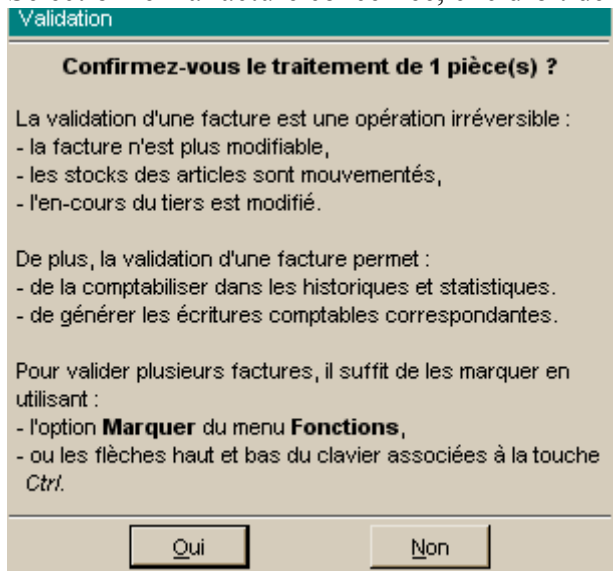 Validation
Confirmez-vous le traitement de 1 pièce(s) ?
La validation d'une facture est une opération irréversible :
- la facture n'est plus modifiable,
- les stocks des articles sont mouvementés,
- l'en-cours du tiers est modifié.
De plus, la validation d'une facture permet :
- de la comptabiliser dans les historiques et statistiques.
- de générer les écritures comptables correspondantes.
Pour valider plusieurs factures, il suffit de les marquer en
utilisant :
- l'option Marquer du menu Fonctions,
- ou les flèches haut et bas du clavier associées à la touche
Ctrl.
Oui
Non